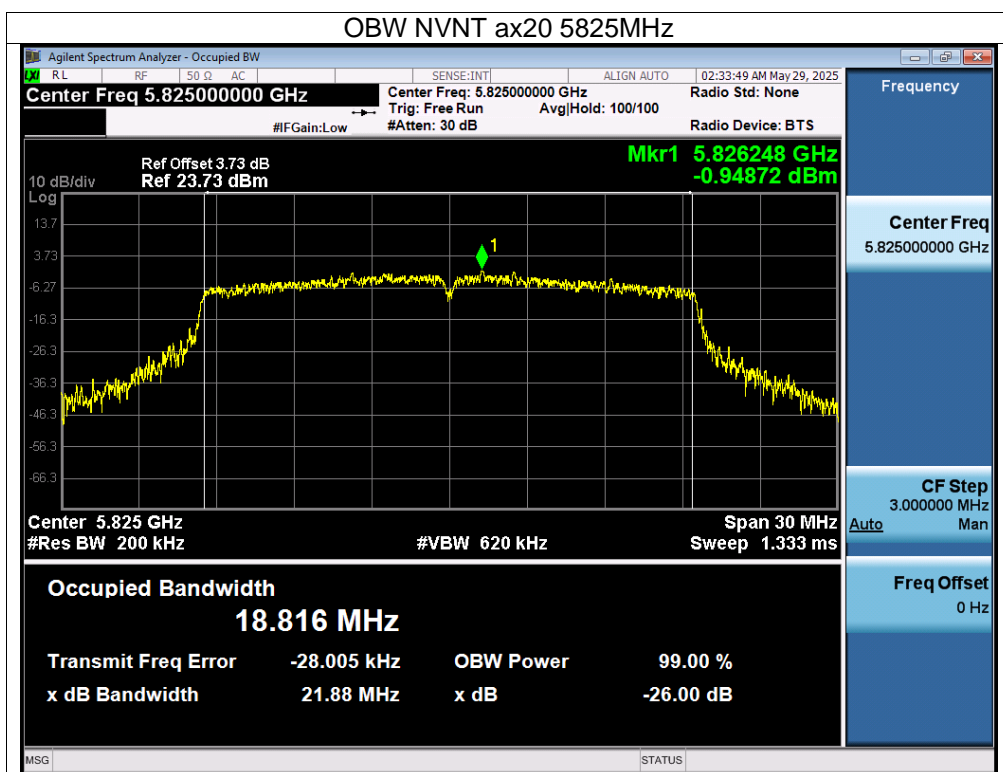 OBW NVNT ax20 5825MHz
Agilent Spectrum Analyzer - Occupied BW
LXI RL RF 50 Ω AC SENSE:INT ALIGN AUTO 02:33:49 AM May 29, 2025
Center Freq 5.825000000 GHz
Center Freq: 5.825000000 GHz Radio Std: None
Trig: Free Run Avg|Hold: 100/100
#IFGain:Low #Atten: 30 dB Radio Device: BTS
Mkr1 5.826248 GHz
-0.94872 dBm
Ref Offset 3.73 dB
10 dB/div Ref 23.73 dBm
Log
13.7
3.73
-6.27
-16.3
-26.3
-36.3
-46.3
-56.3
-66.3
1
Center 5.825 GHz Span 30 MHz
#Res BW 200 kHz #VBW 620 kHz Sweep 1.333 ms
Occupied Bandwidth
18.816 MHz
Transmit Freq Error -28.005 kHz OBW Power 99.00 %
x dB Bandwidth 21.88 MHz x dB -26.00 dB
MSG STATUS
Frequency
Center Freq
5.825000000 GHz
CF Step
3.000000 MHz
Auto Man
Freq Offset
0 Hz